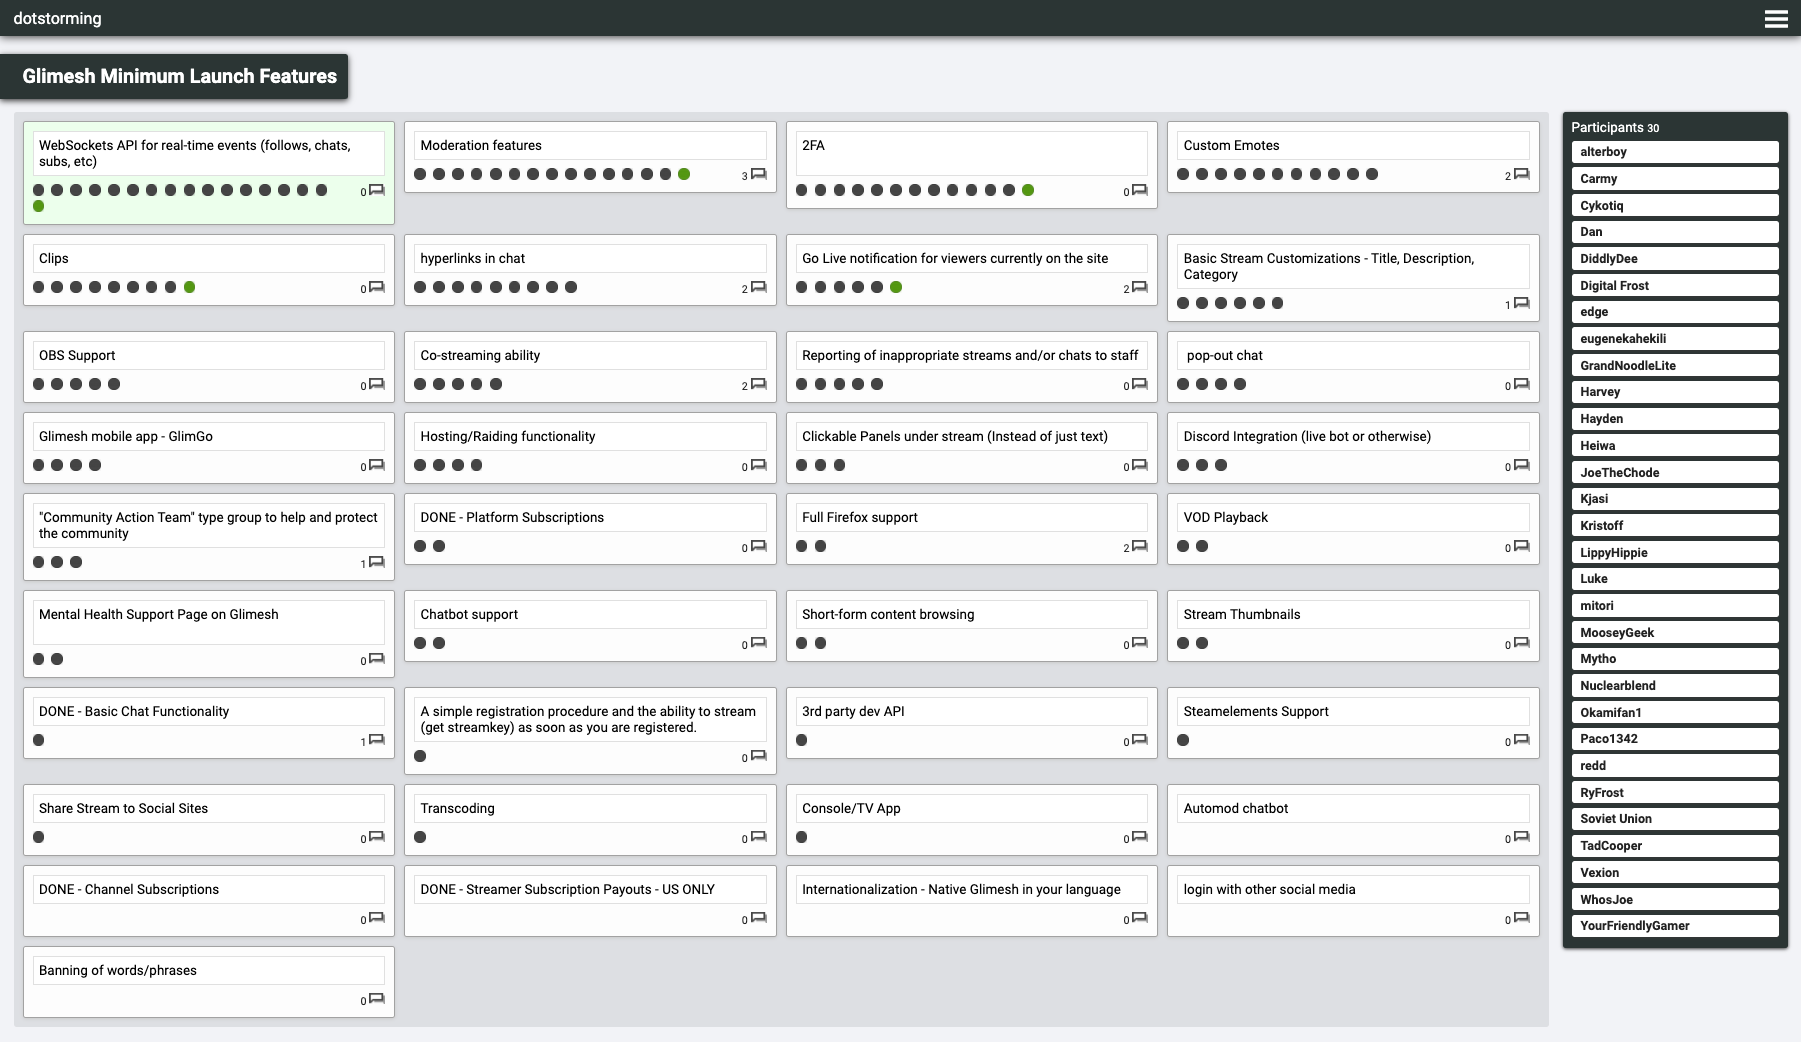 dotstorming
Glimesh Minimum Launch Features
WebSockets API for real-time events (follows, chats,
subs, etc)
0
Moderation features
3
2FA
0
Custom Emotes
2
Clips
0
hyperlinks in chat
2
Go Live notification for viewers currently on the site
2
Basic Stream Customizations - Title, Description,
Category
1
OBS Support
0
Co-streaming ability
2
Reporting of inappropriate streams and/or chats to staff
0
pop-out chat
0
Glimesh mobile app - GlimGo
0
Hosting/Raiding functionality
0
Clickable Panels under stream (Instead of just text)
0
Discord Integration (live bot or otherwise)
0
"Community Action Team" type group to help and protect
the community
1
DONE - Platform Subscriptions
0
Full Firefox support
2
VOD Playback
0
Mental Health Support Page on Glimesh
0
Chatbot support
0
Short-form content browsing
0
Stream Thumbnails
0
DONE - Basic Chat Functionality
1
A simple registration procedure and the ability to stream
(get streamkey) as soon as you are registered.
0
3rd party dev API
0
Steamelements Support
0
Share Stream to Social Sites
0
Transcoding
0
Console/TV App
0
Automod chatbot
0
DONE - Channel Subscriptions
0
DONE - Streamer Subscription Payouts - US ONLY
0
Internationalization - Native Glimesh in your language
0
login with other social media
0
Banning of words/phrases
0
Participants 30
alterboy
Carmy
Cykotiq
Dan
DiddlyDee
Digital Frost
edge
eugenekahekili
GrandNoodleLite
Harvey
Hayden
Heiwa
JoeTheChode
Kjasi
Kristoff
LippyHippie
Luke
mitori
MooseyGeek
Mytho
Nuclearblend
Okamifan1
Paco1342
redd
RyFrost
Soviet Union
TadCooper
Vexion
WhosJoe
YourFriendlyGamer